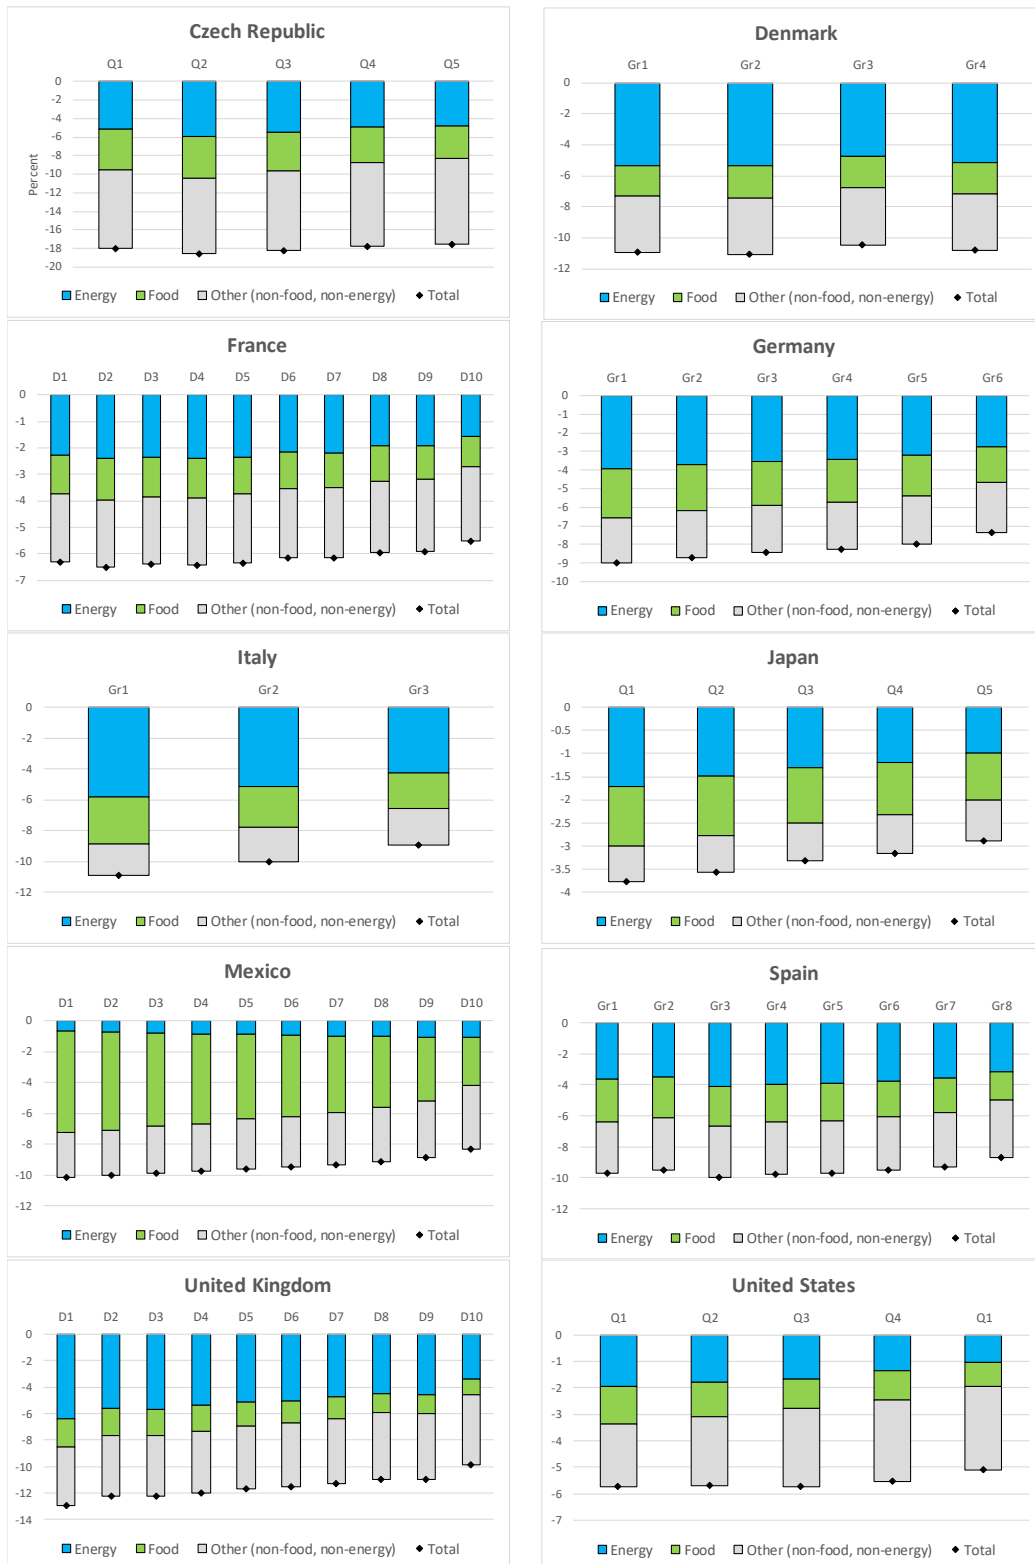 Czech Republic
Q1 Q2 Q3 Q4 Q5
0
-2
-4
-6
-8
-10
-12
-14
-16
-18
-20
Percent
Energy Food Other (non-food, non-energy) Total
Denmark
Gr1 Gr2 Gr3 Gr4
0
-2
-4
-6
-8
-10
-12
Energy Food Other (non-food, non-energy) Total
France
D1 D2 D3 D4 D5 D6 D7 D8 D9 D10
0
-1
-2
-3
-4
-5
-6
-7
Energy Food Other (non-food, non-energy) Total
Germany
Gr1 Gr2 Gr3 Gr4 Gr5 Gr6
0
-1
-2
-3
-4
-5
-6
-7
-8
-9
-10
Energy Food Other (non-food, non-energy) Total
Italy
Gr1 Gr2 Gr3
0
-2
-4
-6
-8
-10
-12
Energy Food Other (non-food, non-energy) Total
Japan
Q1 Q2 Q3 Q4 Q5
0
-0.5
-1
-1.5
-2
-2.5
-3
-3.5
-4
Energy Food Other (non-food, non-energy) Total
Mexico
D1 D2 D3 D4 D5 D6 D7 D8 D9 D10
0
-2
-4
-6
-8
-10
-12
Energy Food Other (non-food, non-energy) Total
Spain
Gr1 Gr2 Gr3 Gr4 Gr5 Gr6 Gr7 Gr8
0
-2
-4
-6
-8
-10
-12
Energy Food Other (non-food, non-energy) Total
United Kingdom
D1 D2 D3 D4 D5 D6 D7 D8 D9 D10
0
-2
-4
-6
-8
-10
-12
-14
Energy Food Other (non-food, non-energy) Total
United States
Q1 Q2 Q3 Q4 Q1
0
-1
-2
-3
-4
-5
-6
-7
Energy Food Other (non-food, non-energy) Total